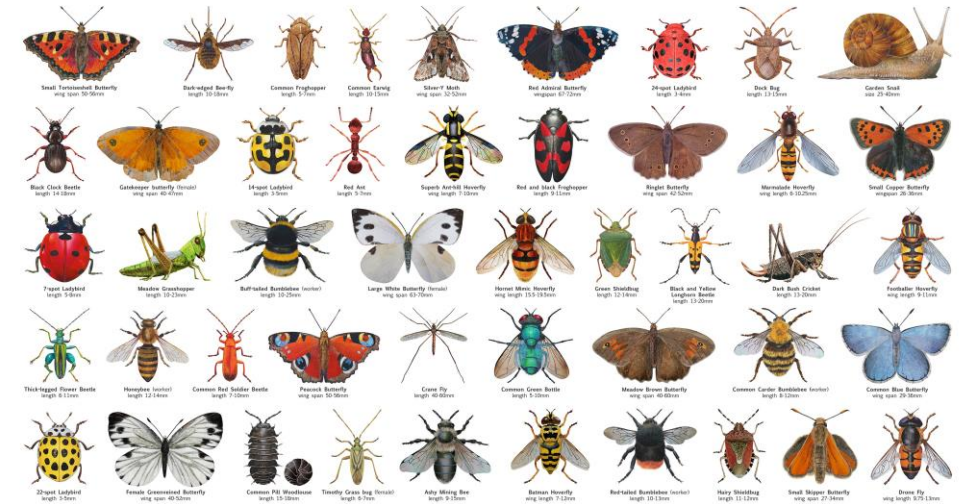 Small Tortoiseshell Butterfly
wing span 50-56mm
Dark-edged Beefly
length 10-18mm
Common Froghopper
length 5-7mm
Common Earwig
length 10-15mm
Silver-Y Moth
wing span 32-52mm
Red Admiral Butterfly
wingspan 67-72mm
24-spot Ladybird
length 3-4mm
Dock Bug
length 13-15mm
Garden Snail
size 25-40mm
Black Clock Beetle
length 14-18mm
Gatekeeper butterfly (female)
wing span 40-47mm
14-spot Ladybird
length 3-5mm
Red Ant
length 5-7mm
Superb Ant-hill Hoverfly
wing length 7-10mm
Red and black Froghopper
length 9-11mm
Ringlet Butterfly
wing span 42-52mm
Marmalade Hoverfly
wing length 6-10.25mm
Small Copper Butterfly
wingspan 26-36mm
7-spot Ladybird
length 5-8mm
Meadow Grasshopper
length 10-23mm
Buff-tailed Bumblebee (worker)
length 10-25mm
Large White Butterfly (female)
wing span 63-70mm
Hornet Mimic Hoverfly
wing length 15.5-19.5mm
Green Shieldbug
length 12-14mm
Black and Yellow
Longhorn Beetle
length 13-20mm
Dark Bush Cricket
length 13-20mm
Footballer Hoverfly
wing length 9-11mm
Thick-legged Flower Beetle
length 8-11mm
Honeybee (worker)
length 12-14mm
Common Red Soldier Beetle
length 7-10mm
Peacock Butterfly
wing span 50-56mm
Crane Fly
length 40-60mm
Common Green Bottle
length 5-10mm
Meadow Brown Butterfly
wing span 40-60mm
Common Carder Bumblebee (worker)
length 8-12mm
Common Blue Butterfly
wing span 29-36mm
22-spot Ladybird
length 3-5mm
Female Greenveined Butterfly
wing span 40-52mm
Common Pill Woodlouse
length 15-18mm
Timothy Grass bug (female)
length 6-7mm
Ashy Mining Bee
length 9-15mm
Batman Hoverfly
wing length 7-12mm
Red-tailed Bumblebee (worker)
length 10-13mm
Hairy Shieldbug
length 11-12mm
Small Skipper Butterfly
wing span 27-34mm
Drone Fly
wing length 9.75-13mm